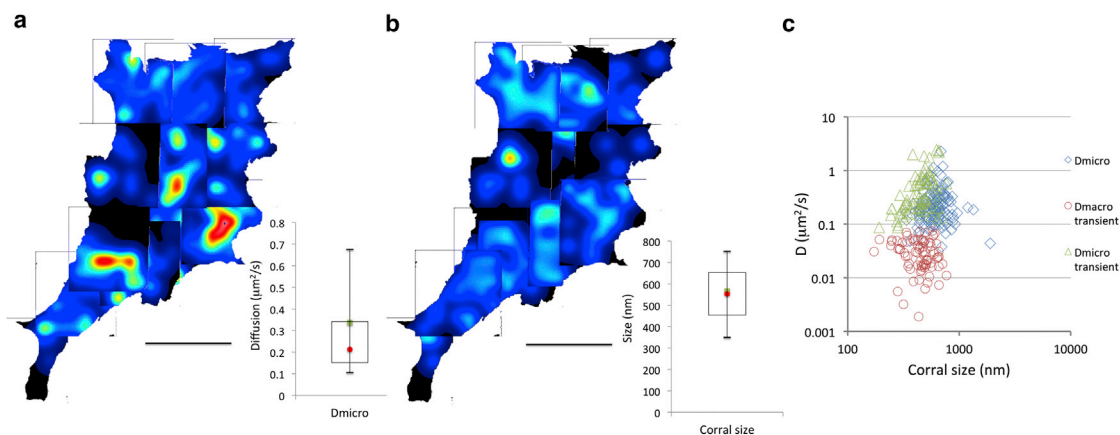 a
b
c
0.8
0.7
0.6
0.5
0.4
0.3
0.2
0.1
0
Diffusion (µm²/s)
Dmicro
800
700
600
500
400
300
200
100
0
Size (nm)
Corral size
10
1
0.1
0.01
0.001
D (µm²/s)
100
1000
10000
Corral size (nm)
Dmicro
Dmacro
transient
Dmicro
transient